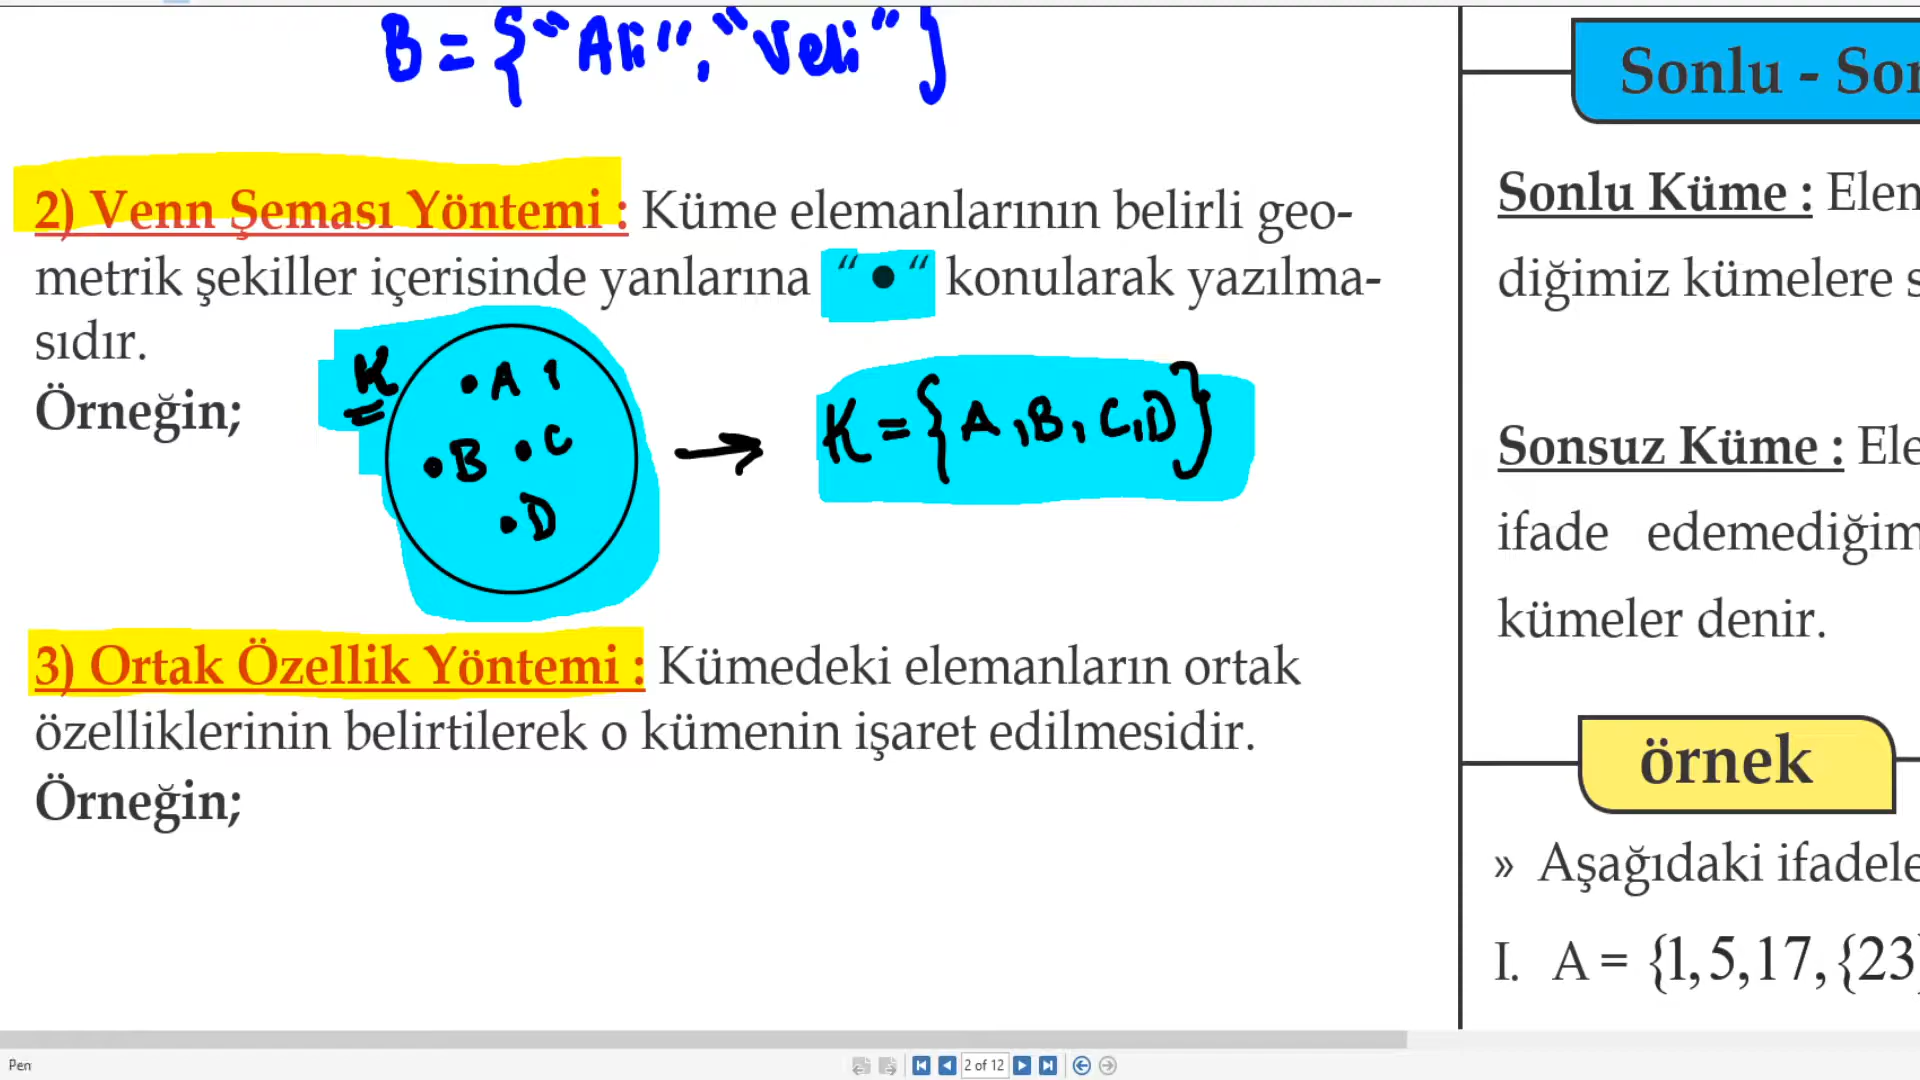 B = {"Ali", "Veli"}
2) Venn Şeması Yöntemi : Küme elemanlarının belirli geo-
metrik şekiller içerisinde yanlarına “ ● “ konularak yazılma-
sıdır.
Örneğin;
K
• A
• B • C
• D
K = {A, B, C, D}
3) Ortak Özellik Yöntemi : Kümedeki elemanların ortak
özelliklerinin belirtilerek o kümenin işaret edilmesidir.
Örneğin;
Sonlu - Son
Sonlu Küme : Elem
diğimiz kümelere s
Sonsuz Küme : Ele
ifade edemediğim
kümeler denir.
örnek
» Aşağıdaki ifadele
I. A = {1, 5, 17, {23}
Pen
2 of 12